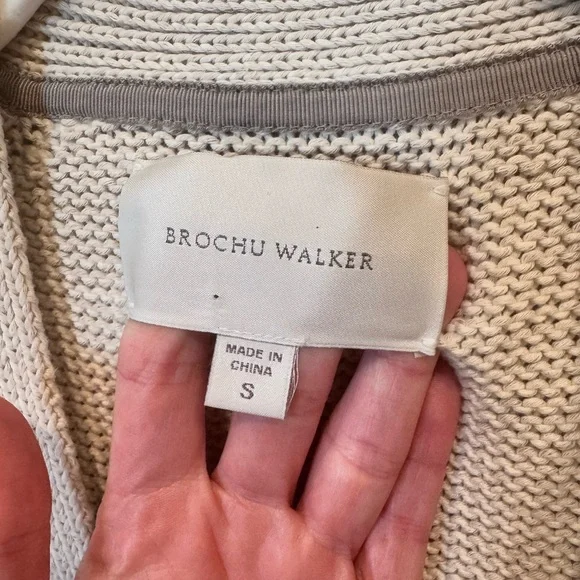 BROCHU WALKER
MADE IN
CHINA
S